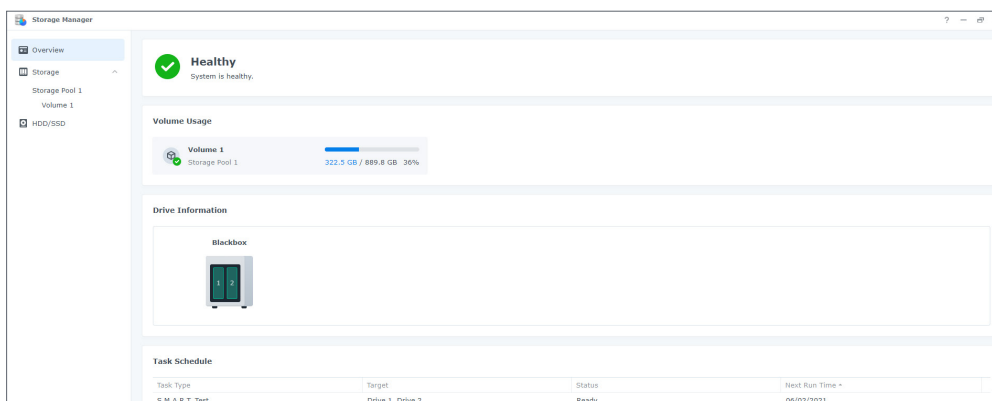 Storage Manager
?
Overview
Storage
Storage Pool 1
Volume 1
HDD/SSD
Healthy
System is healthy.
Volume Usage
Volume 1
Storage Pool 1
322.5 GB / 889.8 GB 36%
Drive Information
Blackbox
1 2
Task Schedule
Task Type Target Status Next Run Time
S.M.A.R.T. Test Drive 1, Drive 2 Ready 06/02/2021